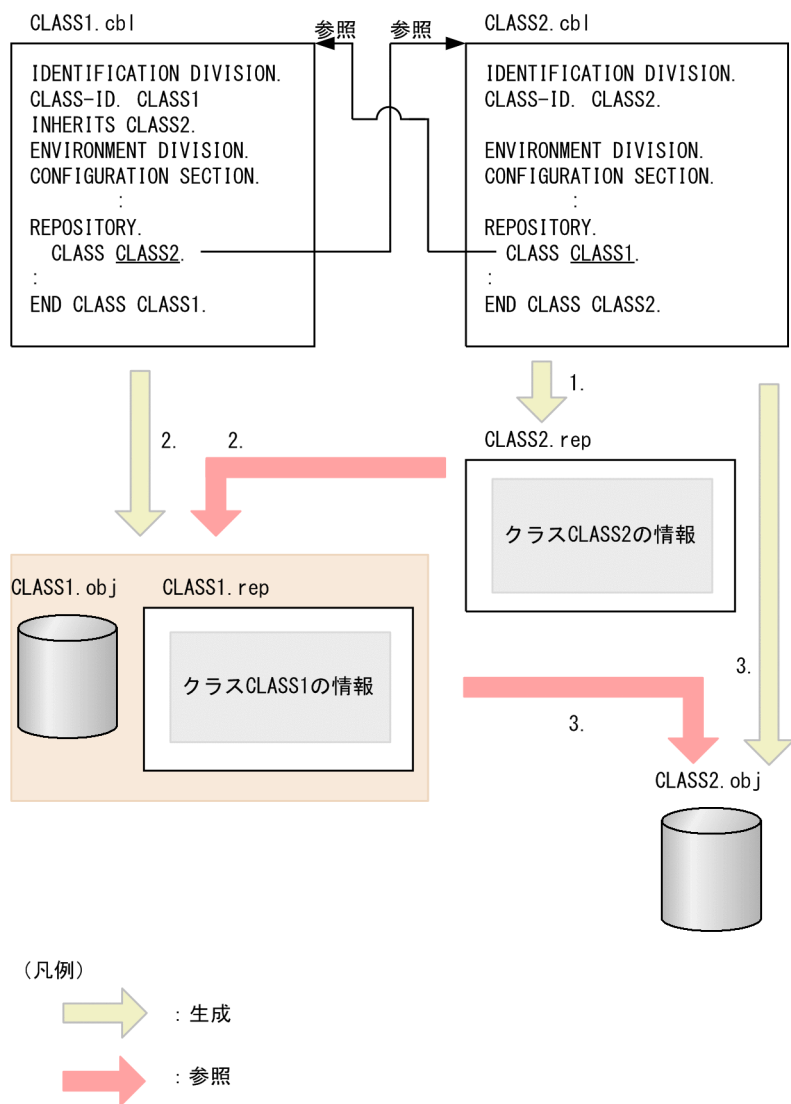 CLASS1.cbl
参照
参照
CLASS2.cbl
IDENTIFICATION DIVISION.
CLASS-ID. CLASS1
INHERITS CLASS2.
ENVIRONMENT DIVISION.
CONFIGURATION SECTION.
:
REPOSITORY.
CLASS CLASS2.
:
END CLASS CLASS1.
IDENTIFICATION DIVISION.
CLASS-ID. CLASS2.
ENVIRONMENT DIVISION.
CONFIGURATION SECTION.
:
REPOSITORY.
CLASS CLASS1.
:
END CLASS CLASS2.
1.
2.
2.
CLASS2.rep
クラスCLASS2の情報
CLASS1.obj
CLASS1.rep
クラスCLASS1の情報
3.
3.
CLASS2.obj
(凡例)
:生成
:参照